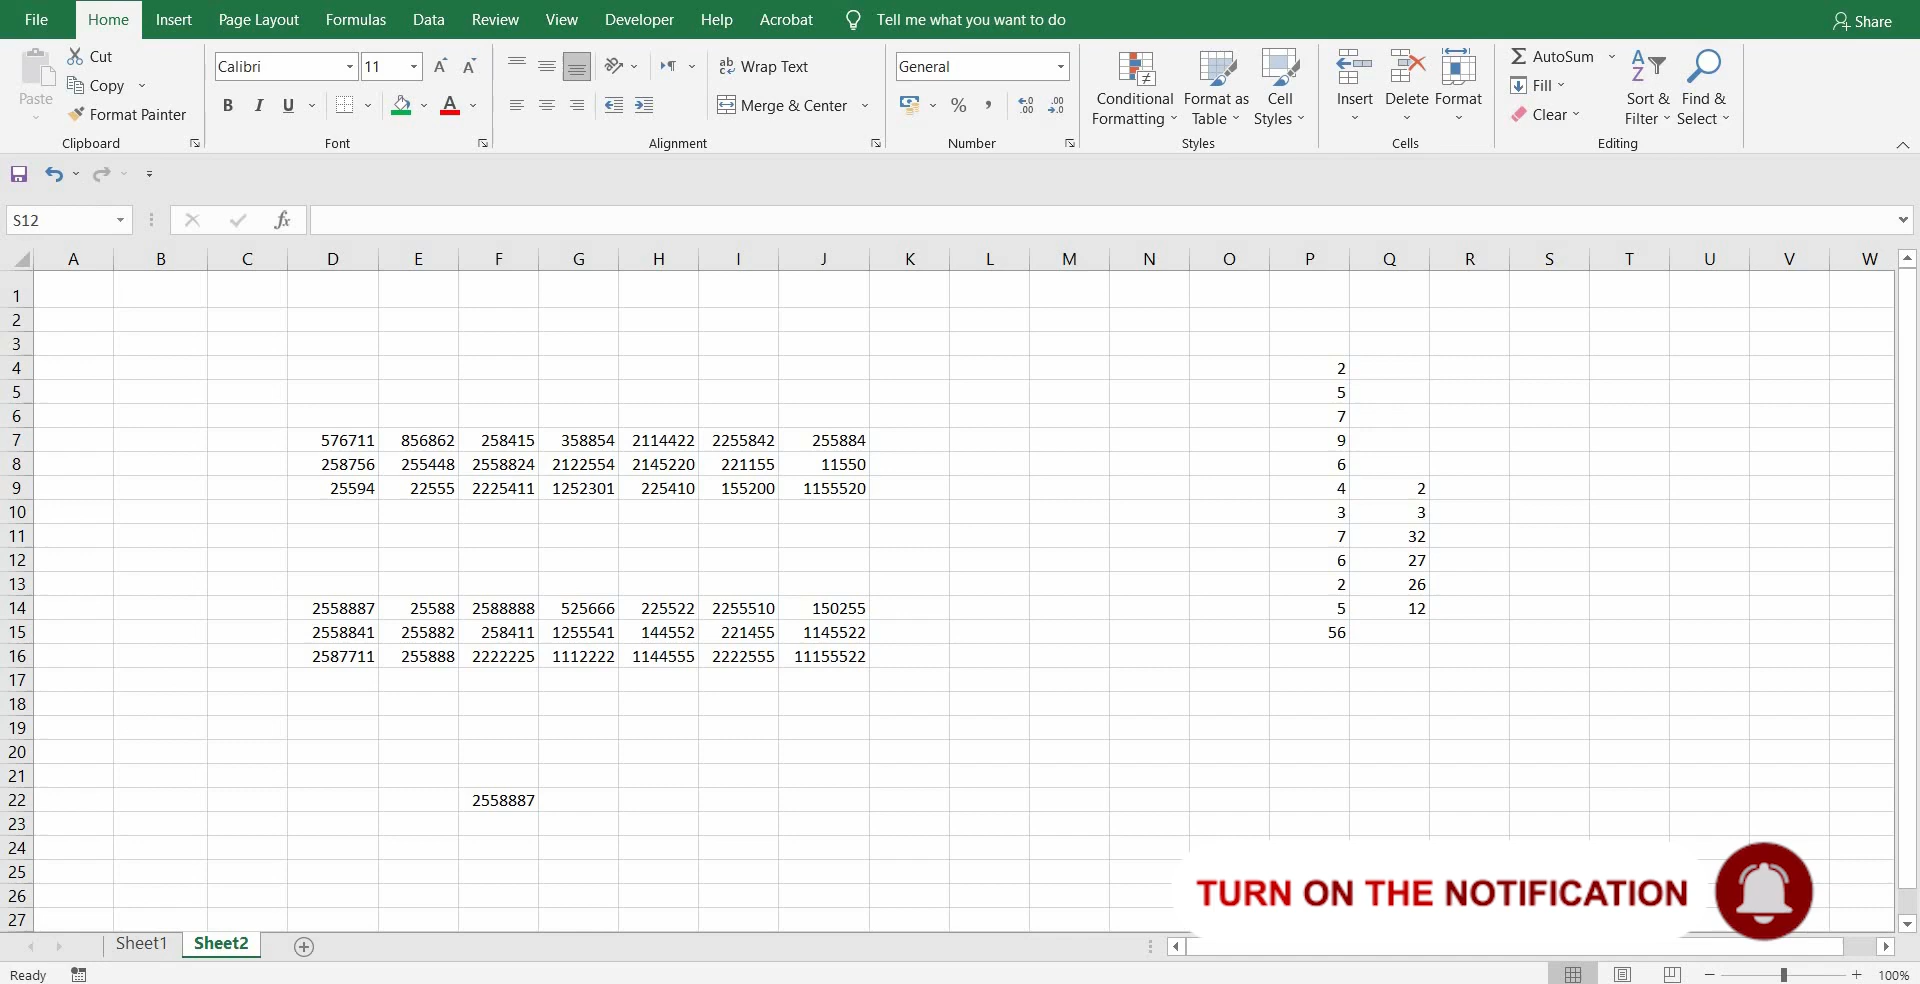 File Home Insert Page Layout Formulas Data Review View Developer Help Acrobat Tell me what you want to do Share
Paste Cut Copy Format Painter Clipboard
Calibri 11 B I U A Font
ab Wrap Text Merge & Center Alignment
General % , .00 .0 Number
Conditional Formatting Format as Table Cell Styles Styles
Insert Delete Format Cells
AutoSum Fill Clear Sort & Filter Find & Select Editing
S12 fx
A B C D E F G H I J K L M N O P Q R S T U V W
1
2
3
4 2
5 5
6 7
7 576711 856862 258415 358854 2114422 2255842 255884 9
8 258756 255448 2558824 2122554 2145220 221155 11550 6
9 25594 22555 2225411 1252301 225410 155200 1155520 4 2
10 3 3
11 7 32
12 6 27
13 2 26
14 2558887 25588 2588888 525666 225522 2255510 150255 5 12
15 2558841 255882 258411 1255541 144552 221455 1145522 56
16 2587711 255888 2222225 1112222 1144555 2222555 11155522
17
18
19
20
21
22 2558887
23
24
25
26
27
TURN ON THE NOTIFICATION
Sheet1 Sheet2
Ready 100%